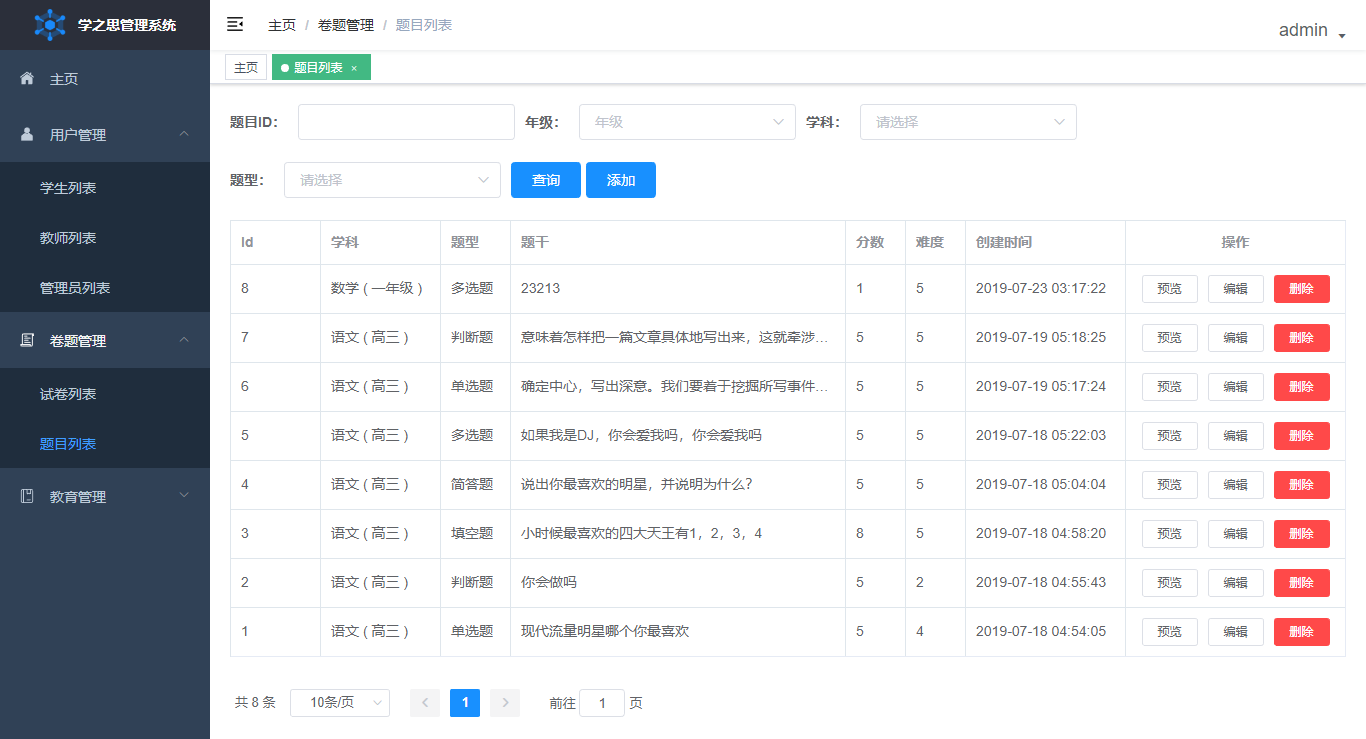 学之思管理系统
主页 / 卷题管理 / 题目列表
admin
主页
题目列表 ×
主页
用户管理
学生列表
教师列表
管理员列表
卷题管理
试卷列表
题目列表
教育管理
题目ID： 年级： 年级 学科： 请选择
题型： 请选择 查询 添加
Id 学科 题型 题干 分数 难度 创建时间 操作
8 数学 ( 一年级 ) 多选题 23213 1 5 2019-07-23 03:17:22 预览 编辑 删除
7 语文 ( 高三 ) 判断题 意味着怎样把一篇文章具体地写出来，这就牵涉... 5 5 2019-07-19 05:18:25 预览 编辑 删除
6 语文 ( 高三 ) 单选题 确定中心，写出深意。我们要着于挖掘所写事件... 5 5 2019-07-19 05:17:24 预览 编辑 删除
5 语文 ( 高三 ) 多选题 如果我是DJ，你会爱我吗，你会爱我吗 5 5 2019-07-18 05:22:03 预览 编辑 删除
4 语文 ( 高三 ) 简答题 说出你最喜欢的明星，并说明为什么？ 5 5 2019-07-18 05:04:04 预览 编辑 删除
3 语文 ( 高三 ) 填空题 小时候最喜欢的四大天王有1，2，3，4 8 5 2019-07-18 04:58:20 预览 编辑 删除
2 语文 ( 高三 ) 判断题 你会做吗 5 2 2019-07-18 04:55:43 预览 编辑 删除
1 语文 ( 高三 ) 单选题 现代流量明星哪个你最喜欢 5 4 2019-07-18 04:54:05 预览 编辑 删除
共 8 条 10条/页 1 前往 1 页